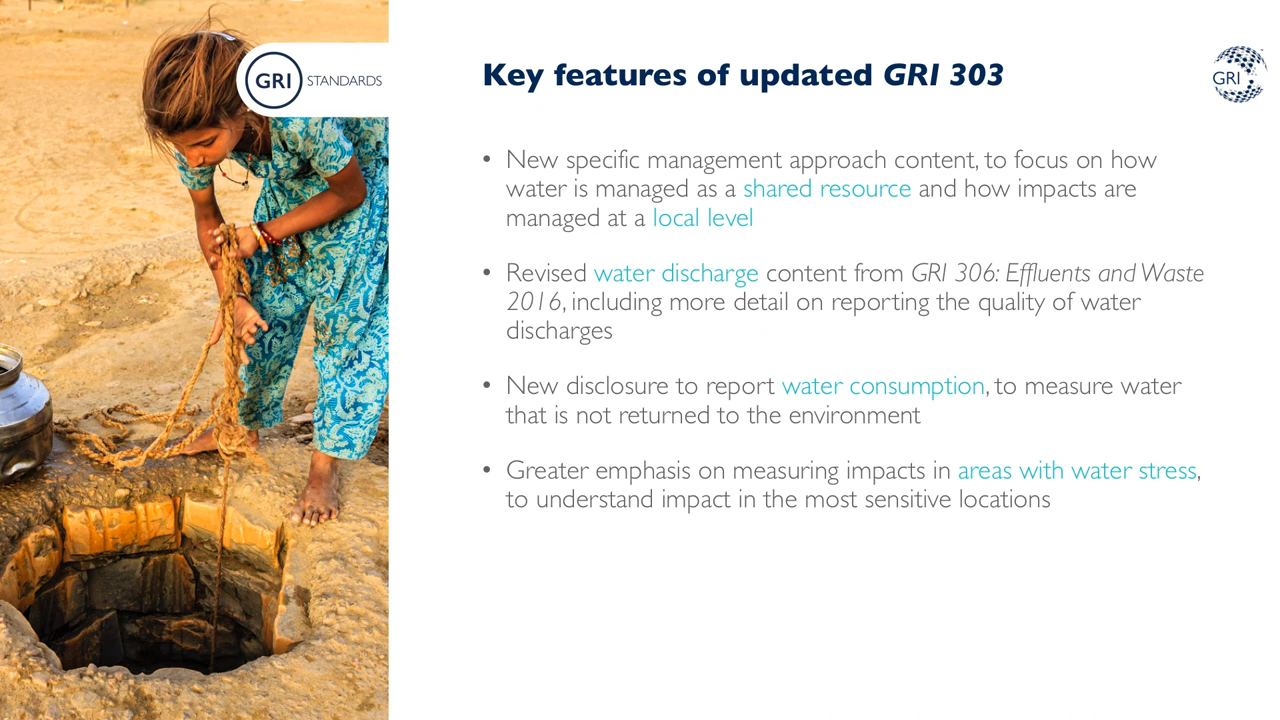 GRI STANDARDS
Key features of updated GRI 303
GRI
• New specific management approach content, to focus on how
water is managed as a shared resource and how impacts are
managed at a local level
• Revised water discharge content from GRI 306: Effluents and Waste
2016, including more detail on reporting the quality of water
discharges
• New disclosure to report water consumption, to measure water
that is not returned to the environment
• Greater emphasis on measuring impacts in areas with water stress,
to understand impact in the most sensitive locations